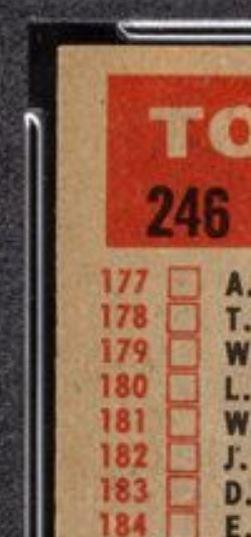 TO
246
177 A.
178 T.
179 W
180 L.
181 W
182 J.
183 D.
184 E.